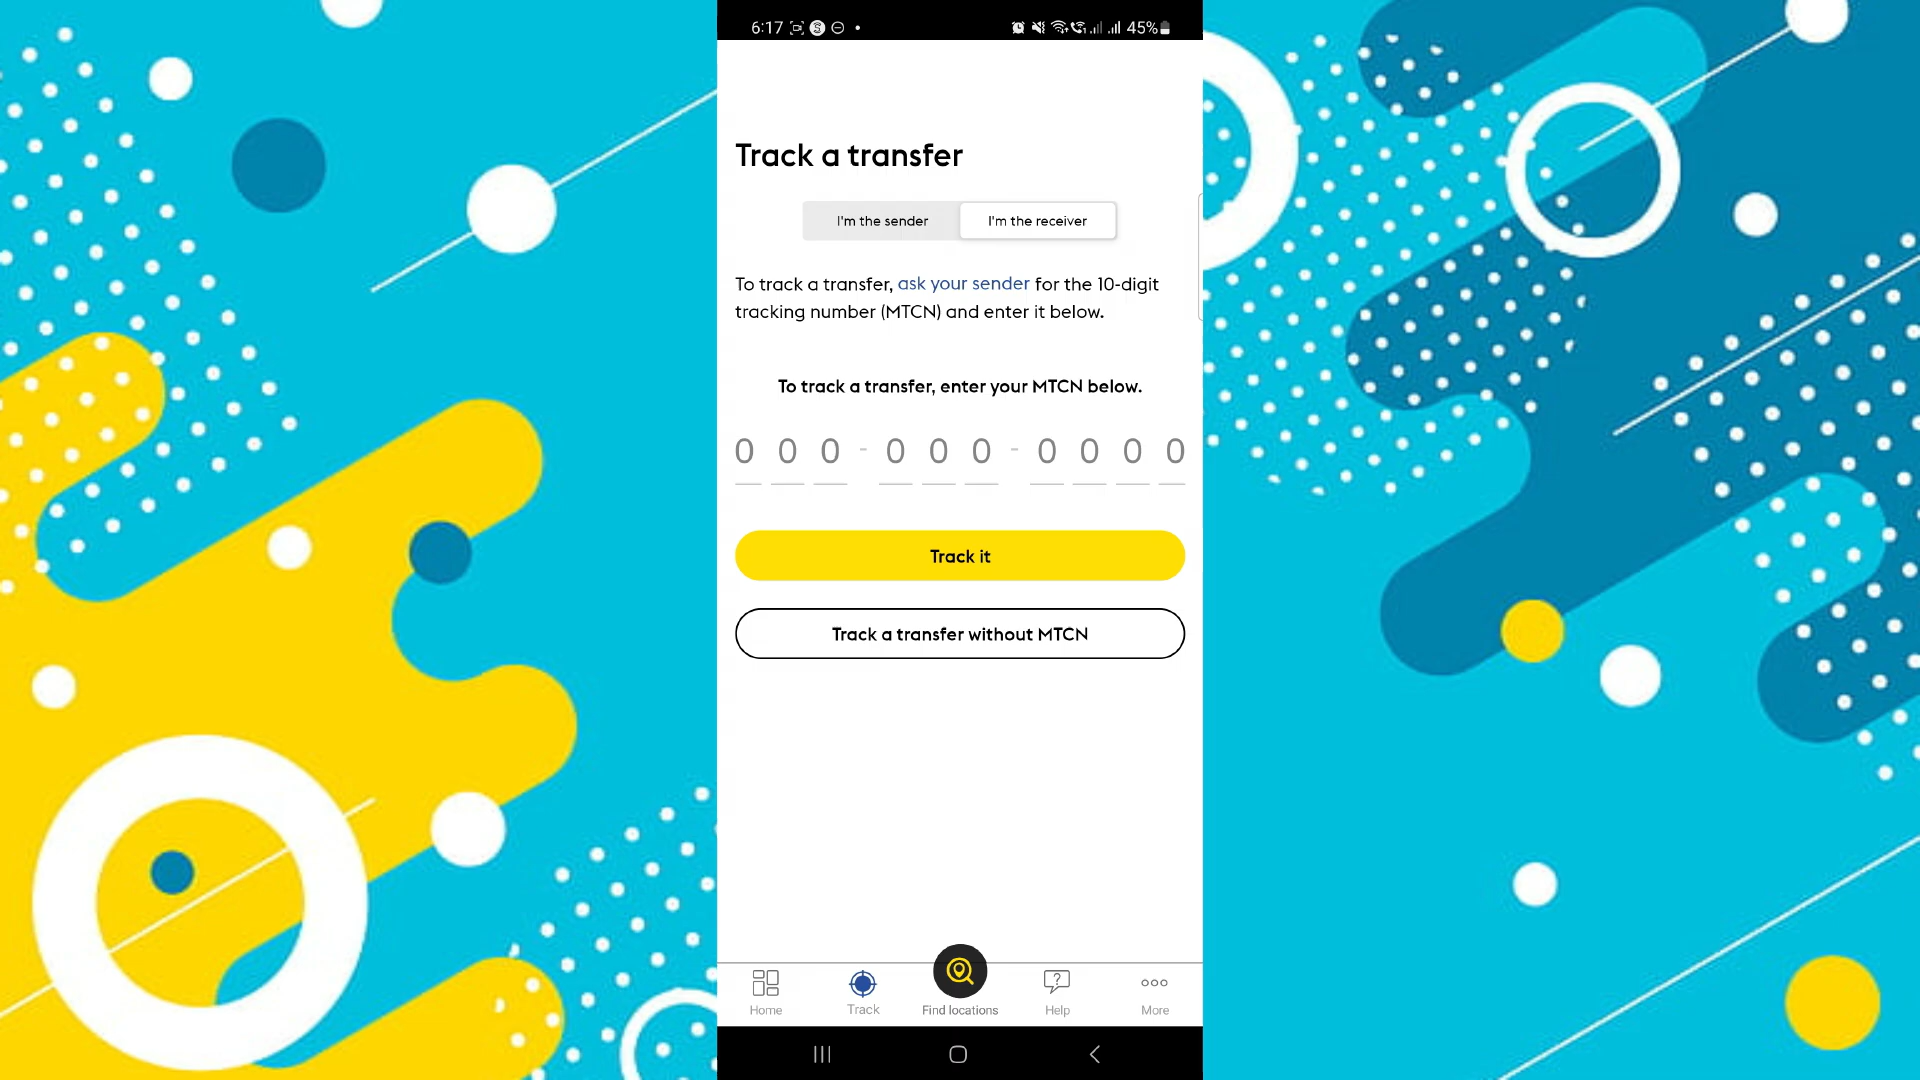 6:17 45%
Track a transfer
I'm the sender I'm the receiver
To track a transfer, ask your sender for the 10-digit
tracking number (MTCN) and enter it below.
To track a transfer, enter your MTCN below.
0 0 0 - 0 0 0 - 0 0 0 0
Track it
Track a transfer without MTCN
Home Track Find locations Help More